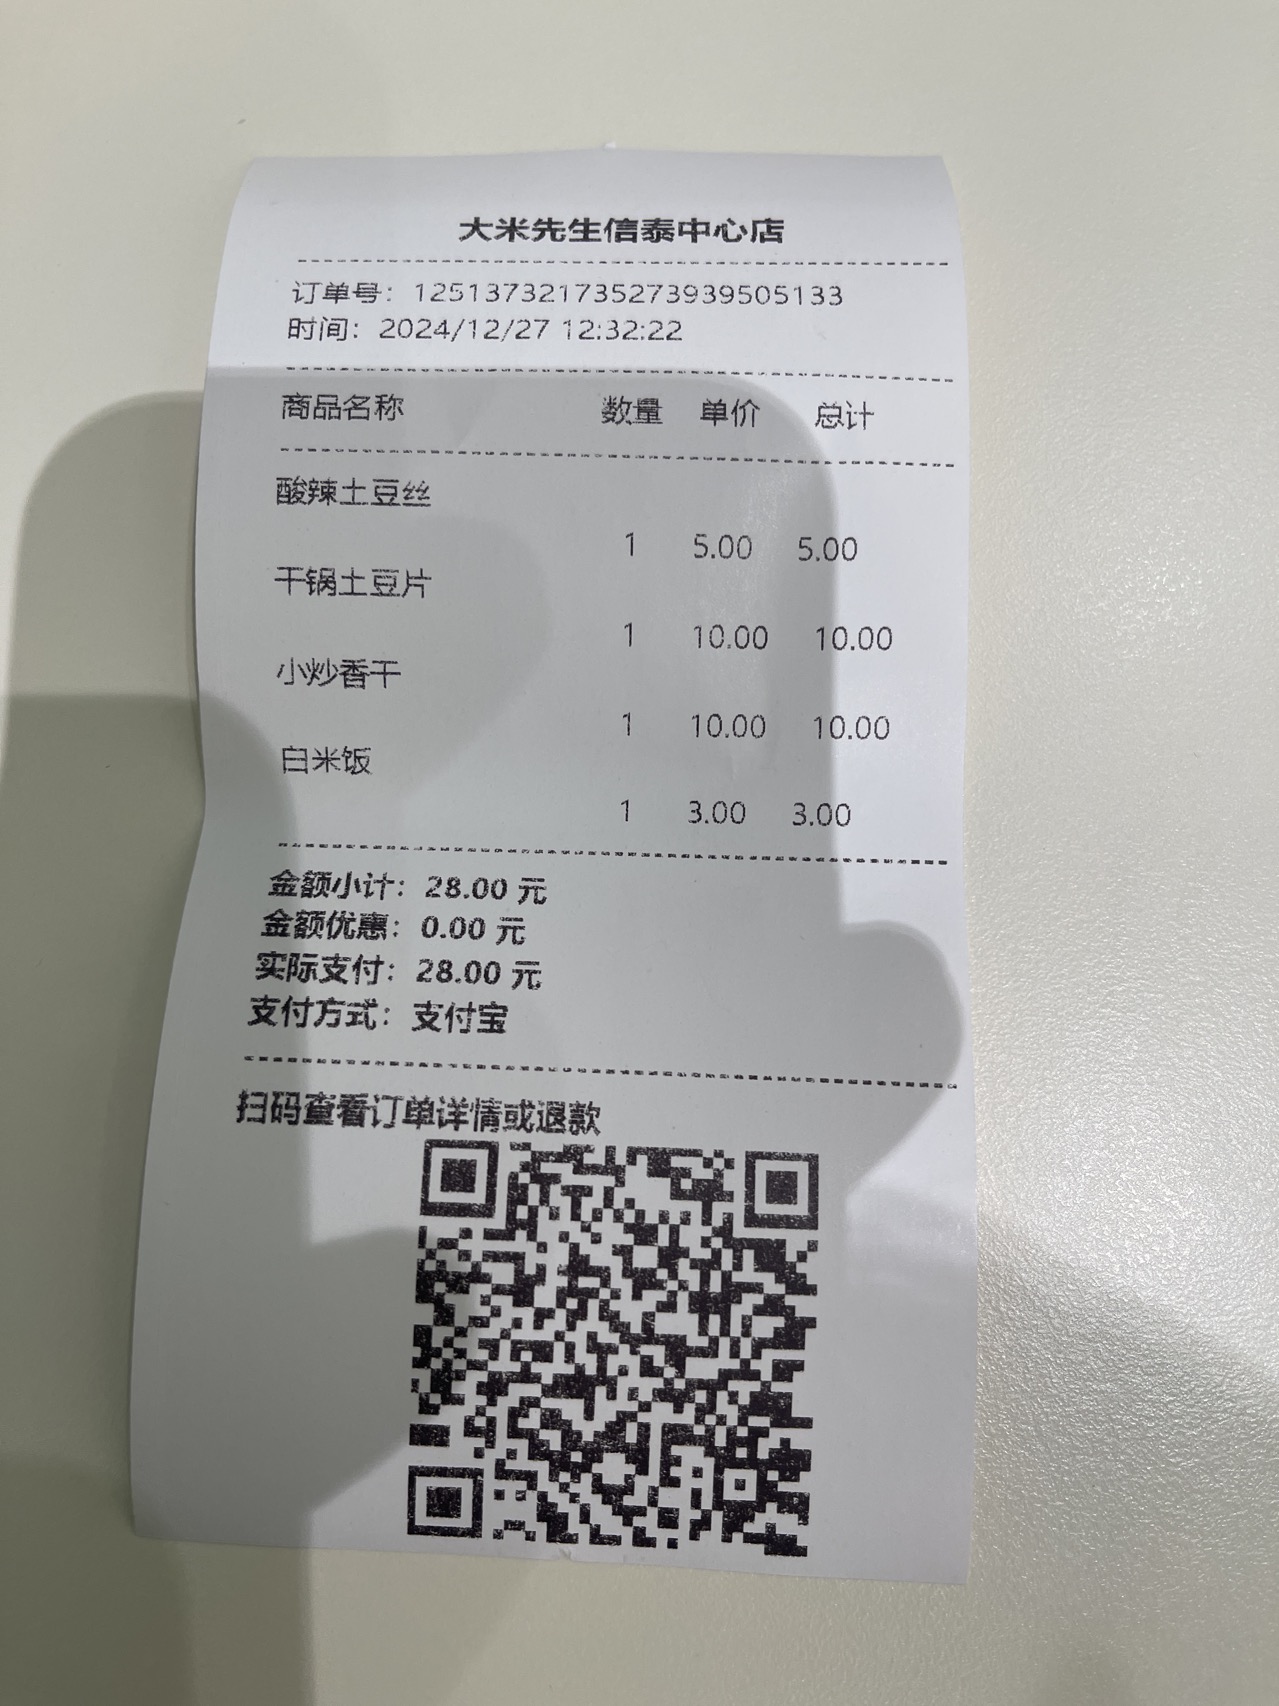 大米先生信泰中心店
订单号：1251373217352739​39505133
时间：2024/12/27 12:32:22
商品名称 数量 单价 总计
酸辣土豆丝
1 5.00 5.00
干锅土豆片
1 10.00 10.00
小炒香干
1 10.00 10.00
白米饭
1 3.00 3.00
金额小计：28.00 元
金额优惠：0.00 元
实际支付：28.00 元
支付方式：支付宝
扫码查看订单详情或退款